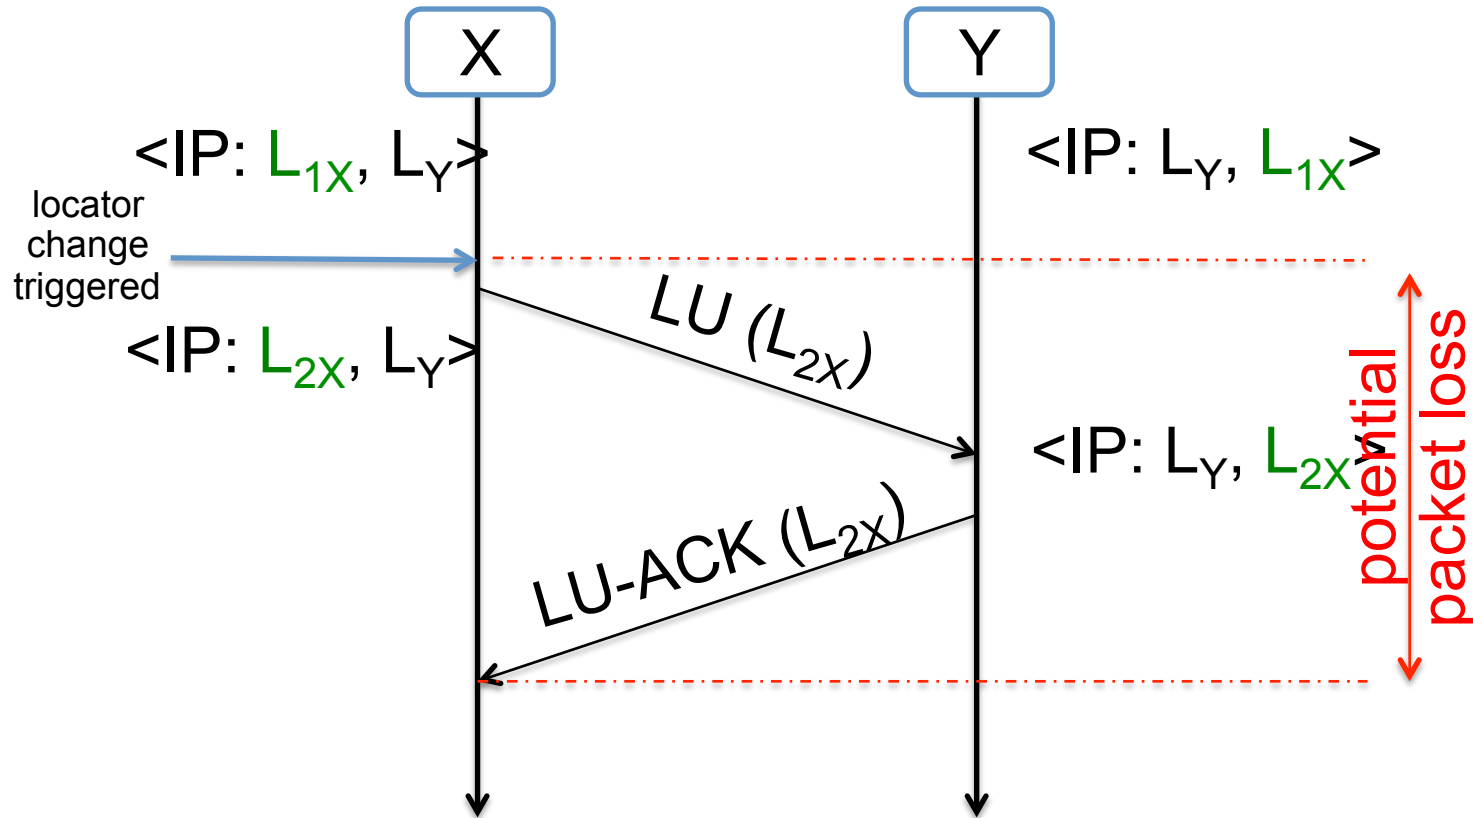 X
Y
<IP: L1X, LY>
<IP: LY, L1X>
locator
change
triggered
LU (L2X)
<IP: L2X, LY>
<IP: LY, L2X>
LU-ACK (L2X)
potential
packet loss